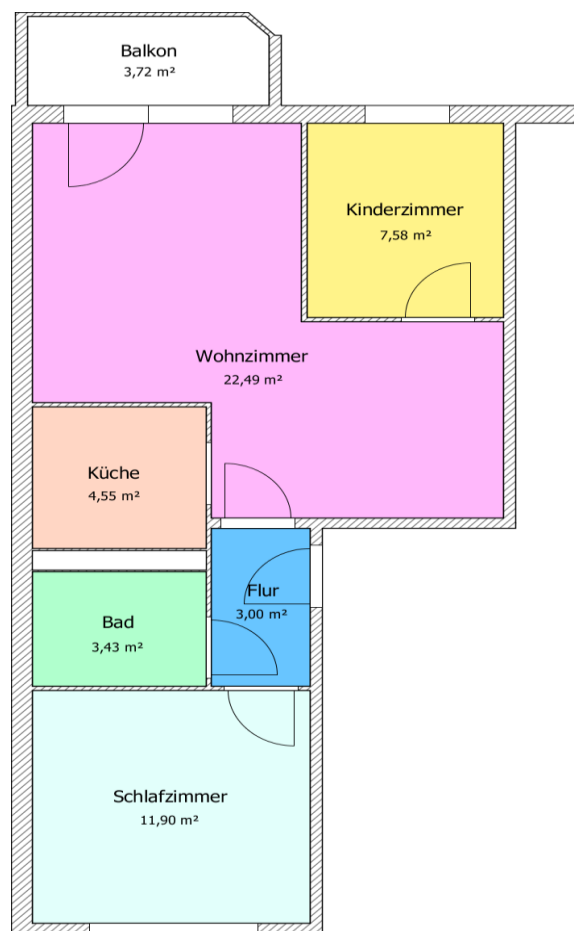 Balkon
3,72 m²
Kinderzimmer
7,58 m²
Wohnzimmer
22,49 m²
Küche
4,55 m²
Flur
3,00 m²
Bad
3,43 m²
Schlafzimmer
11,90 m²